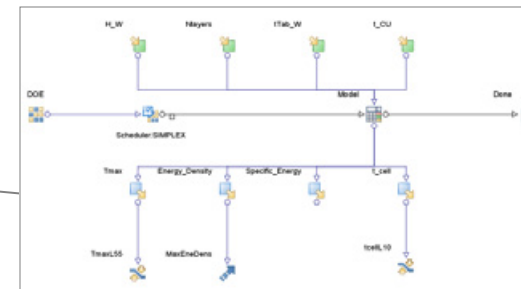 H_W Nlayers tTab_W t_CU
DOE Model Done
Scheduler:SIMPLEX
Tmax Energy_Density Specific_Energy t_cell
TmaxL55 MaxEneDens tcellL10